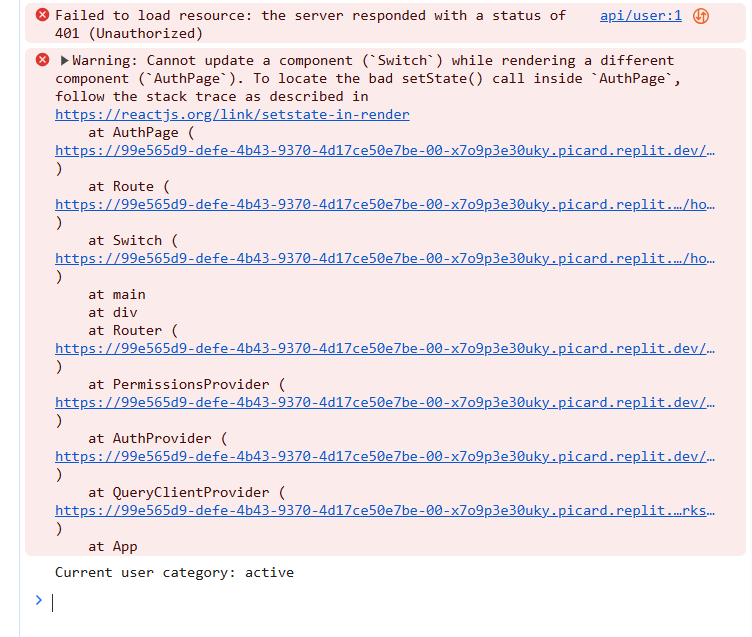 Failed to load resource: the server responded with a status of api/user:1
401 (Unauthorized)
▶Warning: Cannot update a component (`Switch`) while rendering a different
component (`AuthPage`). To locate the bad setState() call inside `AuthPage`,
follow the stack trace as described in
https://reactjs.org/link/setstate-in-render
at AuthPage (
https://99e565d9-defe-4b43-9370-4d17ce50e7be-00-x7o9p3e30uky.picard.replit.dev/…
)
at Route (
https://99e565d9-defe-4b43-9370-4d17ce50e7be-00-x7o9p3e30uky.picard.replit.…/ho…
)
at Switch (
https://99e565d9-defe-4b43-9370-4d17ce50e7be-00-x7o9p3e30uky.picard.replit.…/ho…
)
at main
at div
at Router (
https://99e565d9-defe-4b43-9370-4d17ce50e7be-00-x7o9p3e30uky.picard.replit.dev/…
)
at PermissionsProvider (
https://99e565d9-defe-4b43-9370-4d17ce50e7be-00-x7o9p3e30uky.picard.replit.dev/…
)
at AuthProvider (
https://99e565d9-defe-4b43-9370-4d17ce50e7be-00-x7o9p3e30uky.picard.replit.dev/…
)
at QueryClientProvider (
https://99e565d9-defe-4b43-9370-4d17ce50e7be-00-x7o9p3e30uky.picard.replit.…rks…
)
at App
Current user category: active